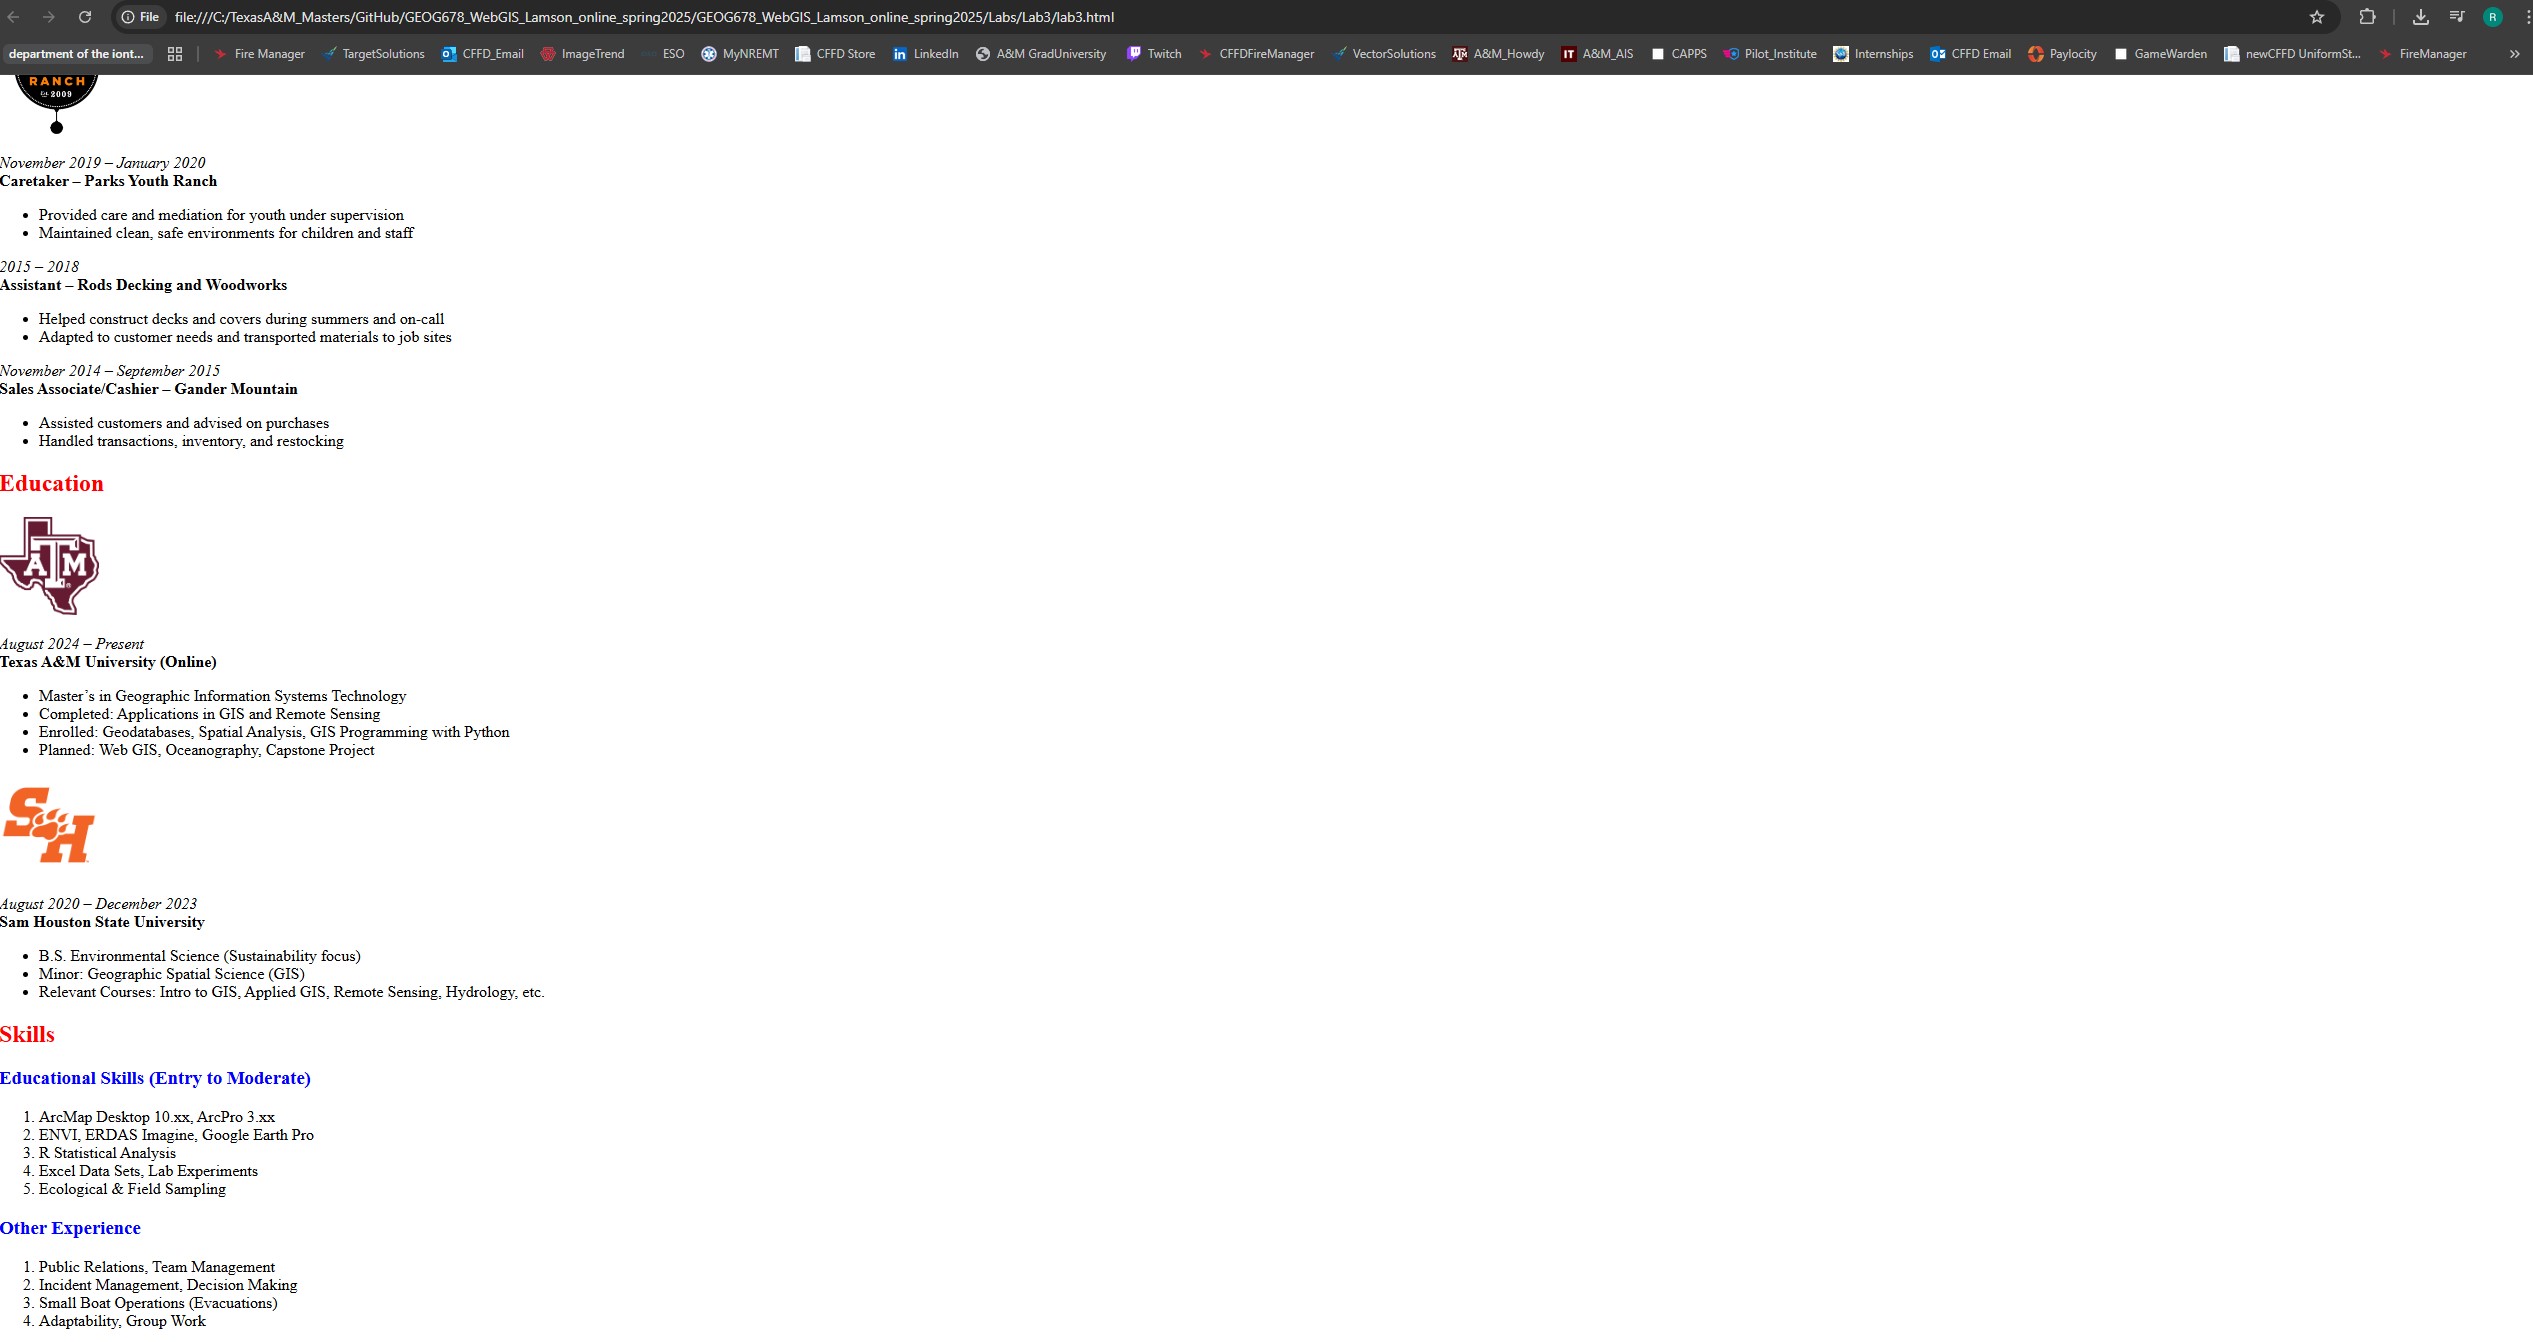 File file:///C:/TexasA&M_Masters/GitHub/GEOG678_WebGIS_Lamson_online_spring2025/GEOG678_WebGIS_Lamson_online_spring2025/Labs/Lab3/lab3.html R
department of the iont... Fire Manager TargetSolutions CFFD_Email ImageTrend ESO MyNREMT CFFD Store LinkedIn A&M GradUniversity Twitch CFFDFireManager VectorSolutions A&M_Howdy A&M_AIS CAPPS Pilot_Institute Internships CFFD Email Paylocity GameWarden newCFFD UniformSt... FireManager »
RANCH
Est 2009
November 2019 – January 2020
Caretaker – Parks Youth Ranch
• Provided care and mediation for youth under supervision
• Maintained clean, safe environments for children and staff
2015 – 2018
Assistant – Rods Decking and Woodworks
• Helped construct decks and covers during summers and on-call
• Adapted to customer needs and transported materials to job sites
November 2014 – September 2015
Sales Associate/Cashier – Gander Mountain
• Assisted customers and advised on purchases
• Handled transactions, inventory, and restocking
Education
ATM
August 2024 – Present
Texas A&M University (Online)
• Master’s in Geographic Information Systems Technology
• Completed: Applications in GIS and Remote Sensing
• Enrolled: Geodatabases, Spatial Analysis, GIS Programming with Python
• Planned: Web GIS, Oceanography, Capstone Project
SH
August 2020 – December 2023
Sam Houston State University
• B.S. Environmental Science (Sustainability focus)
• Minor: Geographic Spatial Science (GIS)
• Relevant Courses: Intro to GIS, Applied GIS, Remote Sensing, Hydrology, etc.
Skills
Educational Skills (Entry to Moderate)
1. ArcMap Desktop 10.xx, ArcPro 3.xx
2. ENVI, ERDAS Imagine, Google Earth Pro
3. R Statistical Analysis
4. Excel Data Sets, Lab Experiments
5. Ecological & Field Sampling
Other Experience
1. Public Relations, Team Management
2. Incident Management, Decision Making
3. Small Boat Operations (Evacuations)
4. Adaptability, Group Work